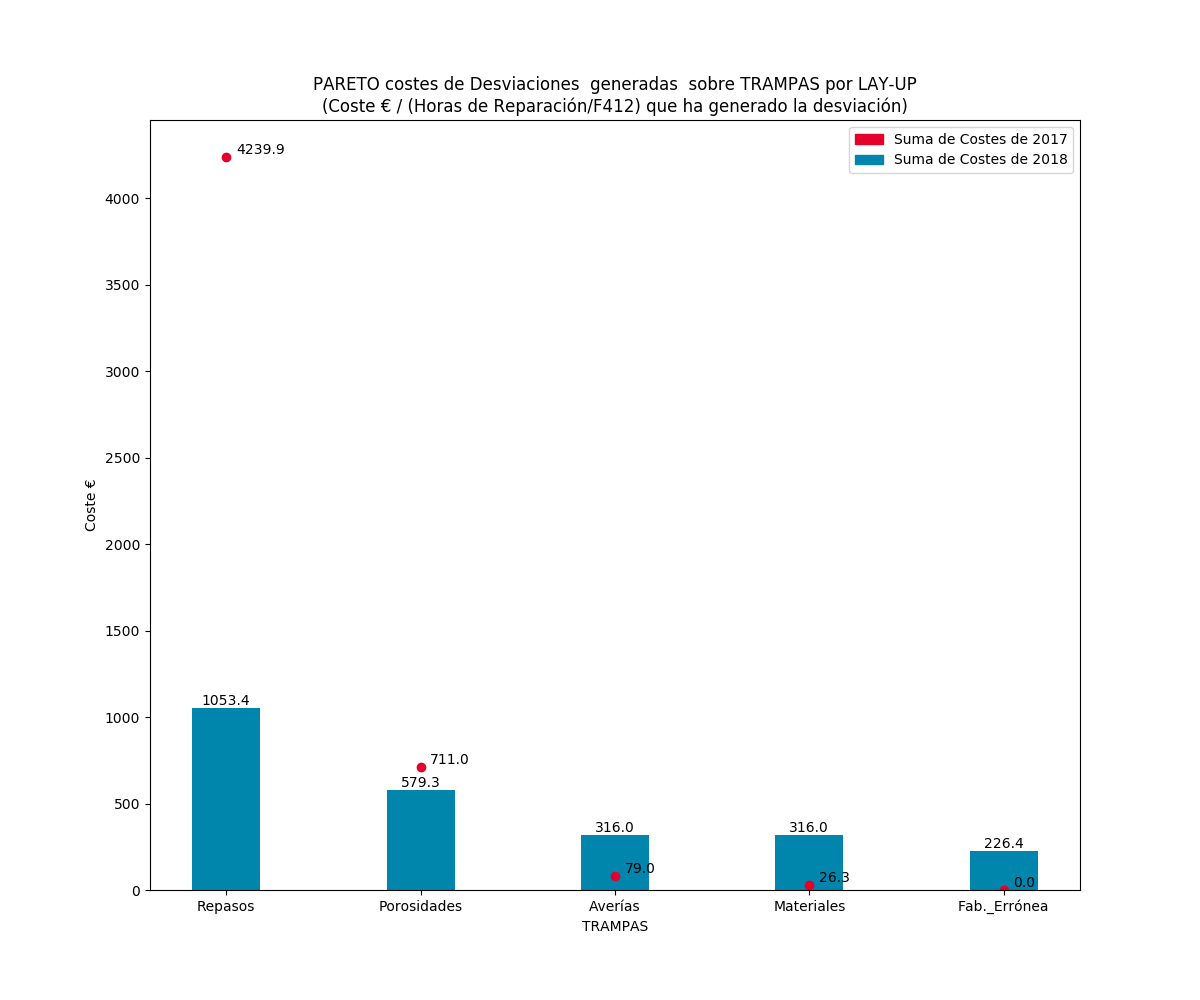 PARETO costes de Desviaciones  generadas  sobre TRAMPAS por LAY-UP
(Coste € / (Horas de Reparación/F412) que ha generado la desviación)
Suma de Costes de 2017
Suma de Costes de 2018
4239.9
4000
3500
3000
2500
2000
1500
1000
500
0
Coste €
1053.4
711.0
579.3
316.0
79.0
316.0
26.3
226.4
0.0
Repasos
Porosidades
Averías
Materiales
Fab._Errónea
TRAMPAS